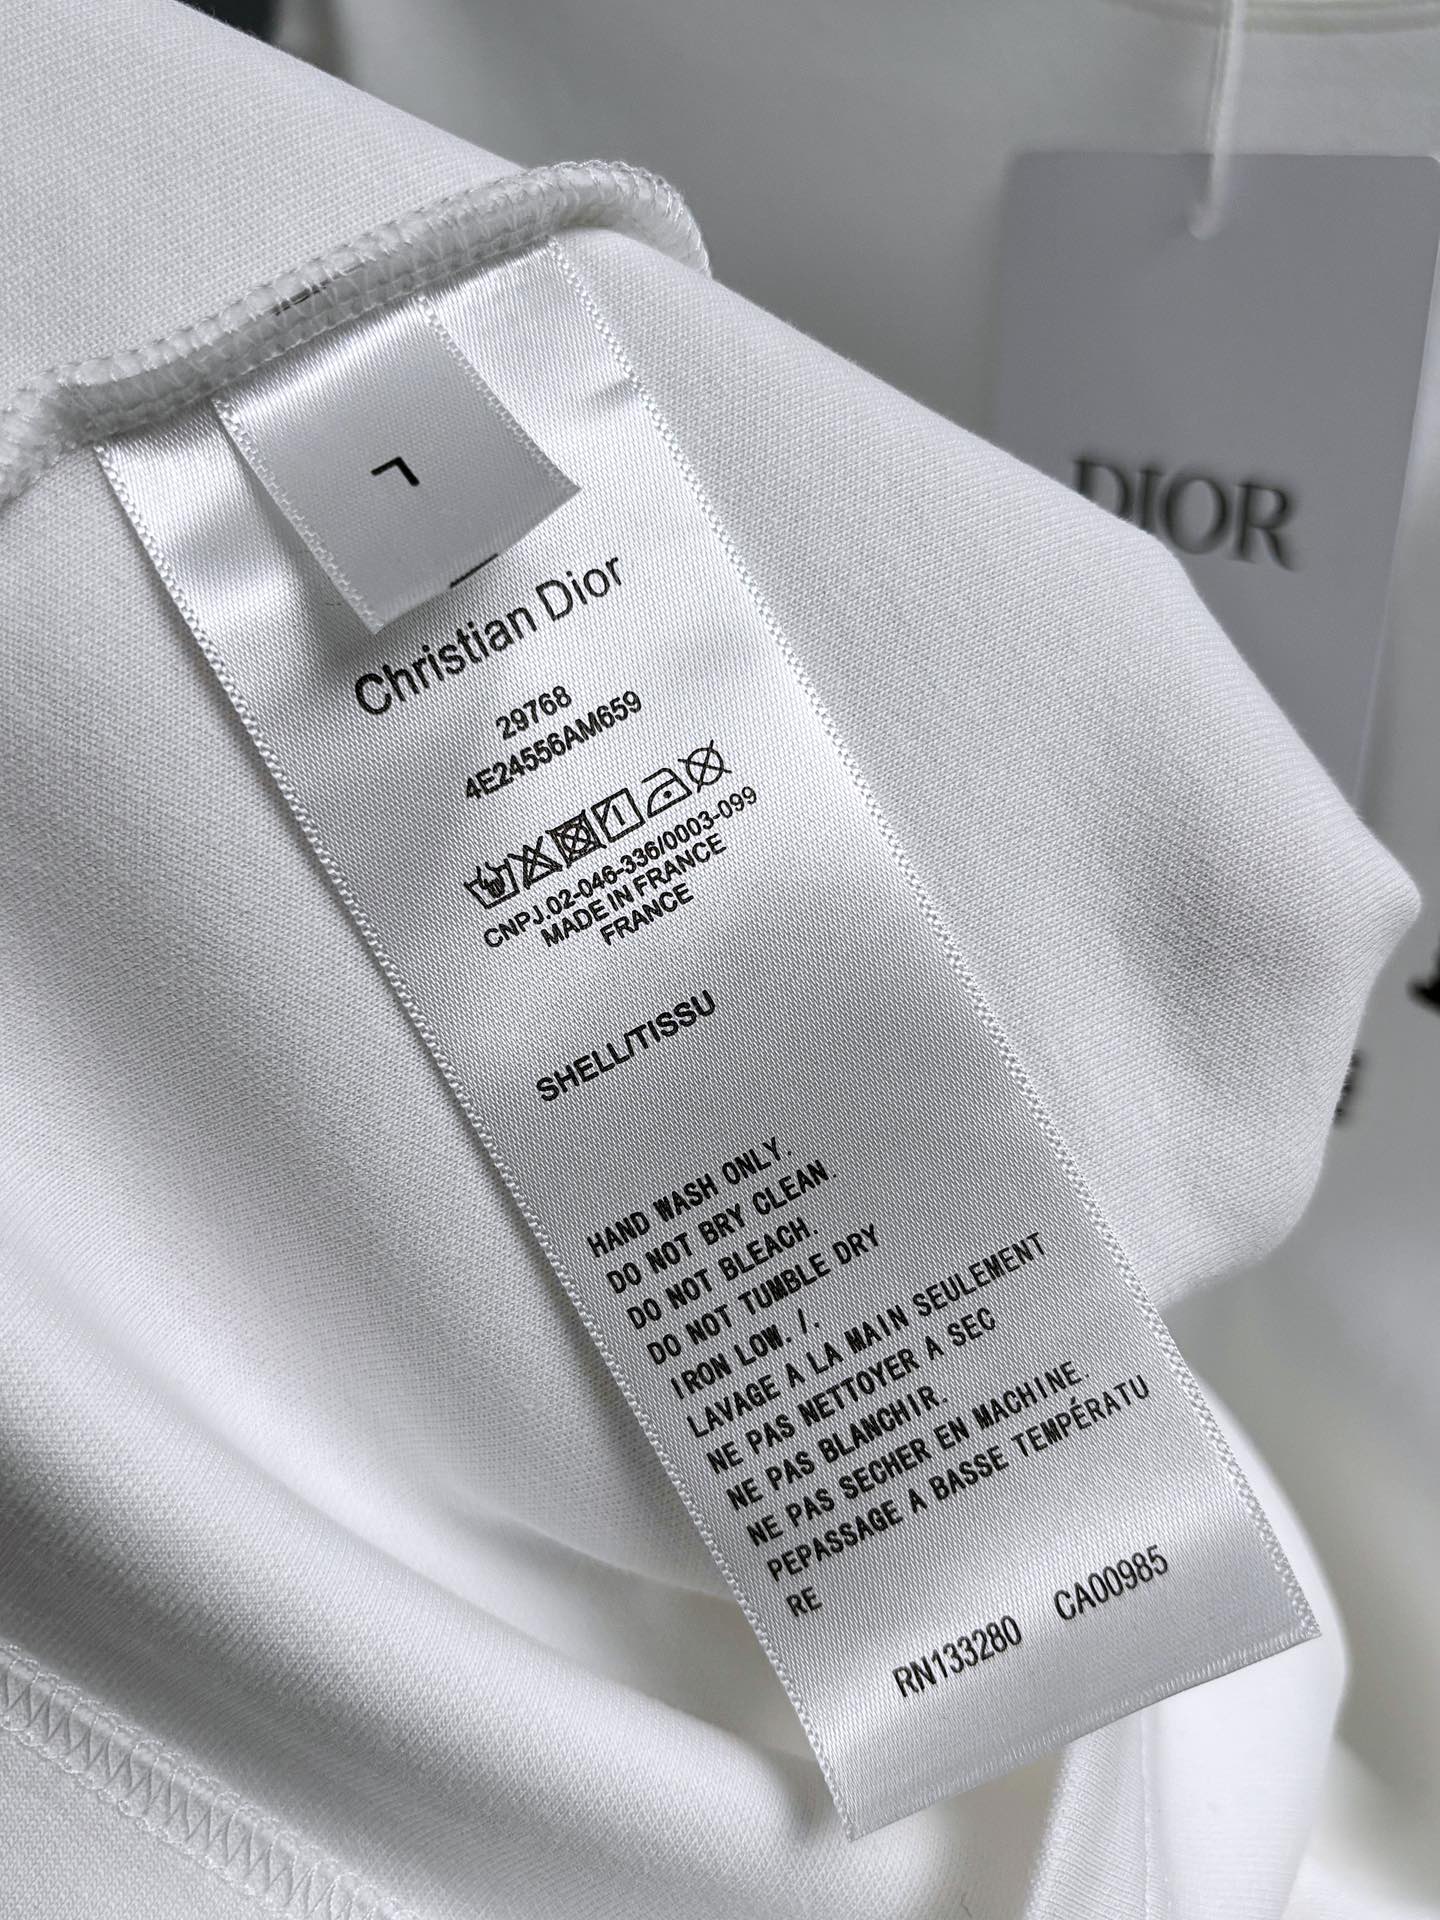 L
Christian Dior
29768
4E24556AM659
CNPJ.02-046-336/0003-099
MADE IN FRANCE
FRANCE
SHELL/TISSU
HAND WASH ONLY.
DO NOT BRY CLEAN.
DO NOT BLEACH.
DO NOT TUMBLE DRY
IRON LOW. /.
LAVAGE A LA MAIN SEULEMENT
NE PAS NETTOYER A SEC
NE PAS BLANCHIR.
NE PAS SECHER EN MACHINE.
PEPASSAGE A BASSE TEMPÉRATU
RE
RN133280 CA00985
DIOR